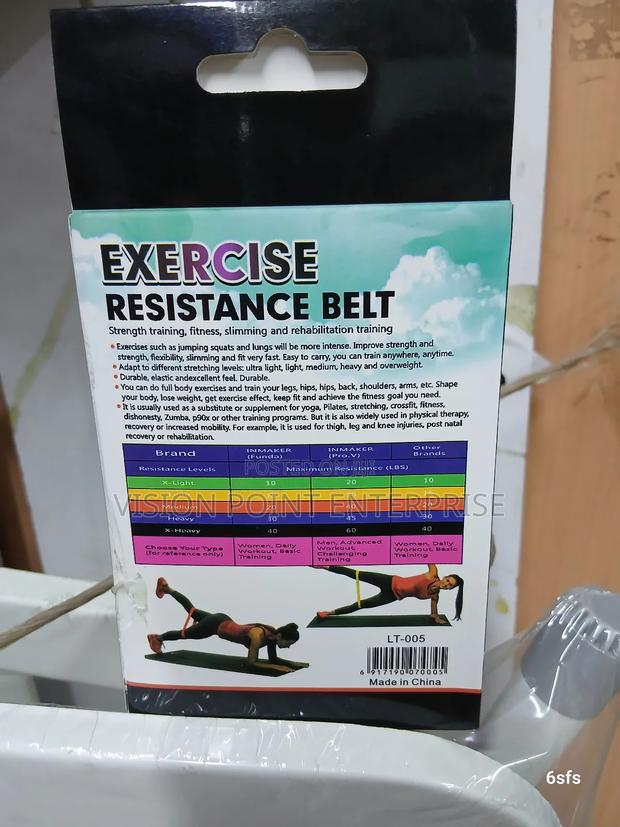 EXERCISE
RESISTANCE BELT
Strength training, fitness, slimming and rehabilitation training
• Exercises such as jumping squats and lungs will be more intense. Improve strength and
strength, flexibility, slimming and fit very fast. Easy to carry, you can train anywhere, anytime.
• Adapt to different stretching levels: ultra light, light, medium, heavy and overweight.
• Durable, elastic andexcellent feel. Durable.
• You can do full body exercises and train your legs, hips, hips, back, shoulders, arms, etc. Shape
your body, lose weight, get exercise effect, keep fit and achieve the fitness goal you need.
• It is usually used as a substitute or supplement for yoga, Pilates, stretching, crossfit, fitness,
dishonesty, Zumba, p90x or other training programs. But it is also widely used in physical therapy,
recovery or increased mobility. For example, it is used for thigh, leg and knee injuries, post natal
recovery or rehabilitation.
Brand INMAKER (Funda) INMAKER (Pro.V) Other Brands
Resistance Levels Maximum Resistance (LBS)
POSTED ON
X-Light 10 20 10
VISION POINT ENTERPRISE
Medium 20 40 20
Heavy 30 45 30
X-Heavy 40 60 40
Choose Your Type (for reference only) Women, Daily Workout, Basic Training Men, Advanced Workout, Challenging Training Women, Daily Workout, Basic Training
LT-005
6 917190 070005
Made in China
6sfs